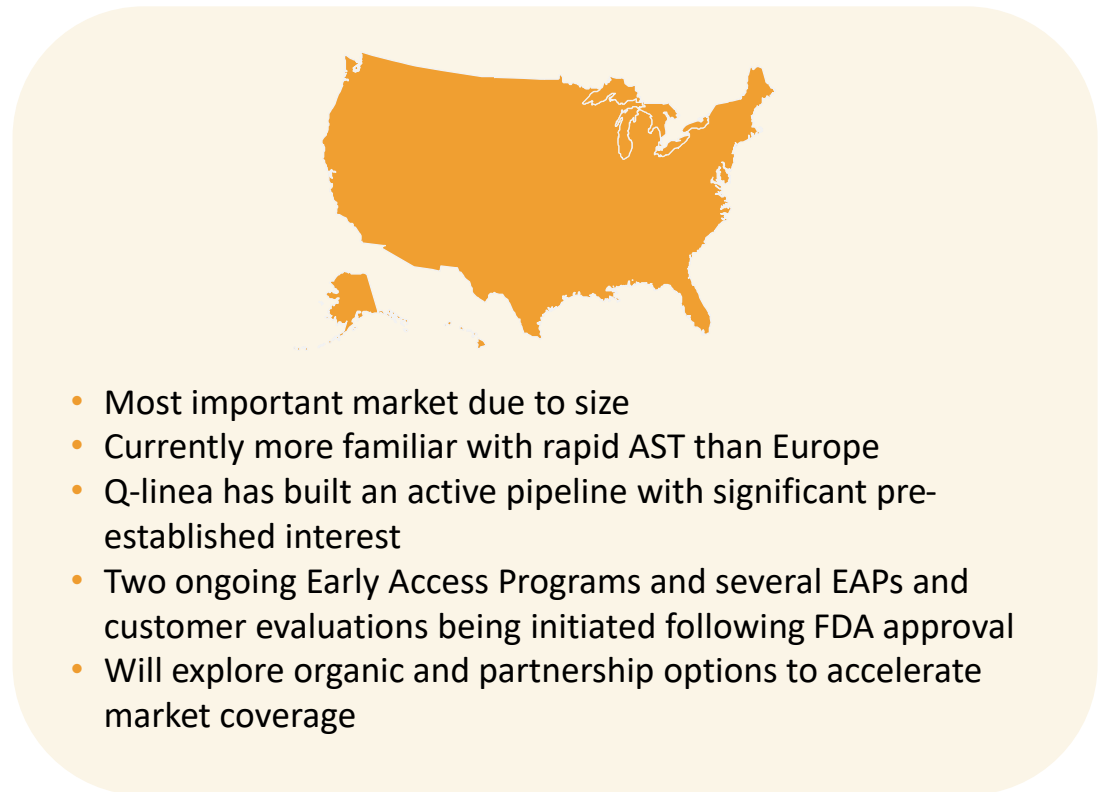 • Most important market due to size
• Currently more familiar with rapid AST than Europe
• Q-linea has built an active pipeline with significant pre-
established interest
• Two ongoing Early Access Programs and several EAPs and
customer evaluations being initiated following FDA approval
• Will explore organic and partnership options to accelerate
market coverage